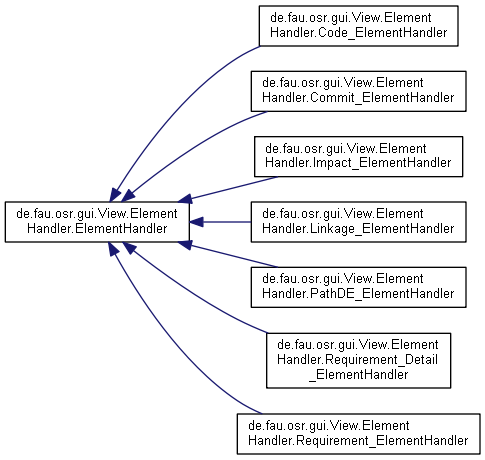 de.fau.osr.gui.View.Element
Handler.Code_ElementHandler
de.fau.osr.gui.View.Element
Handler.Commit_ElementHandler
de.fau.osr.gui.View.Element
Handler.Impact_ElementHandler
de.fau.osr.gui.View.Element
Handler.ElementHandler
de.fau.osr.gui.View.Element
Handler.Linkage_ElementHandler
de.fau.osr.gui.View.Element
Handler.PathDE_ElementHandler
de.fau.osr.gui.View.Element
Handler.Requirement_Detail
_ElementHandler
de.fau.osr.gui.View.Element
Handler.Requirement_ElementHandler